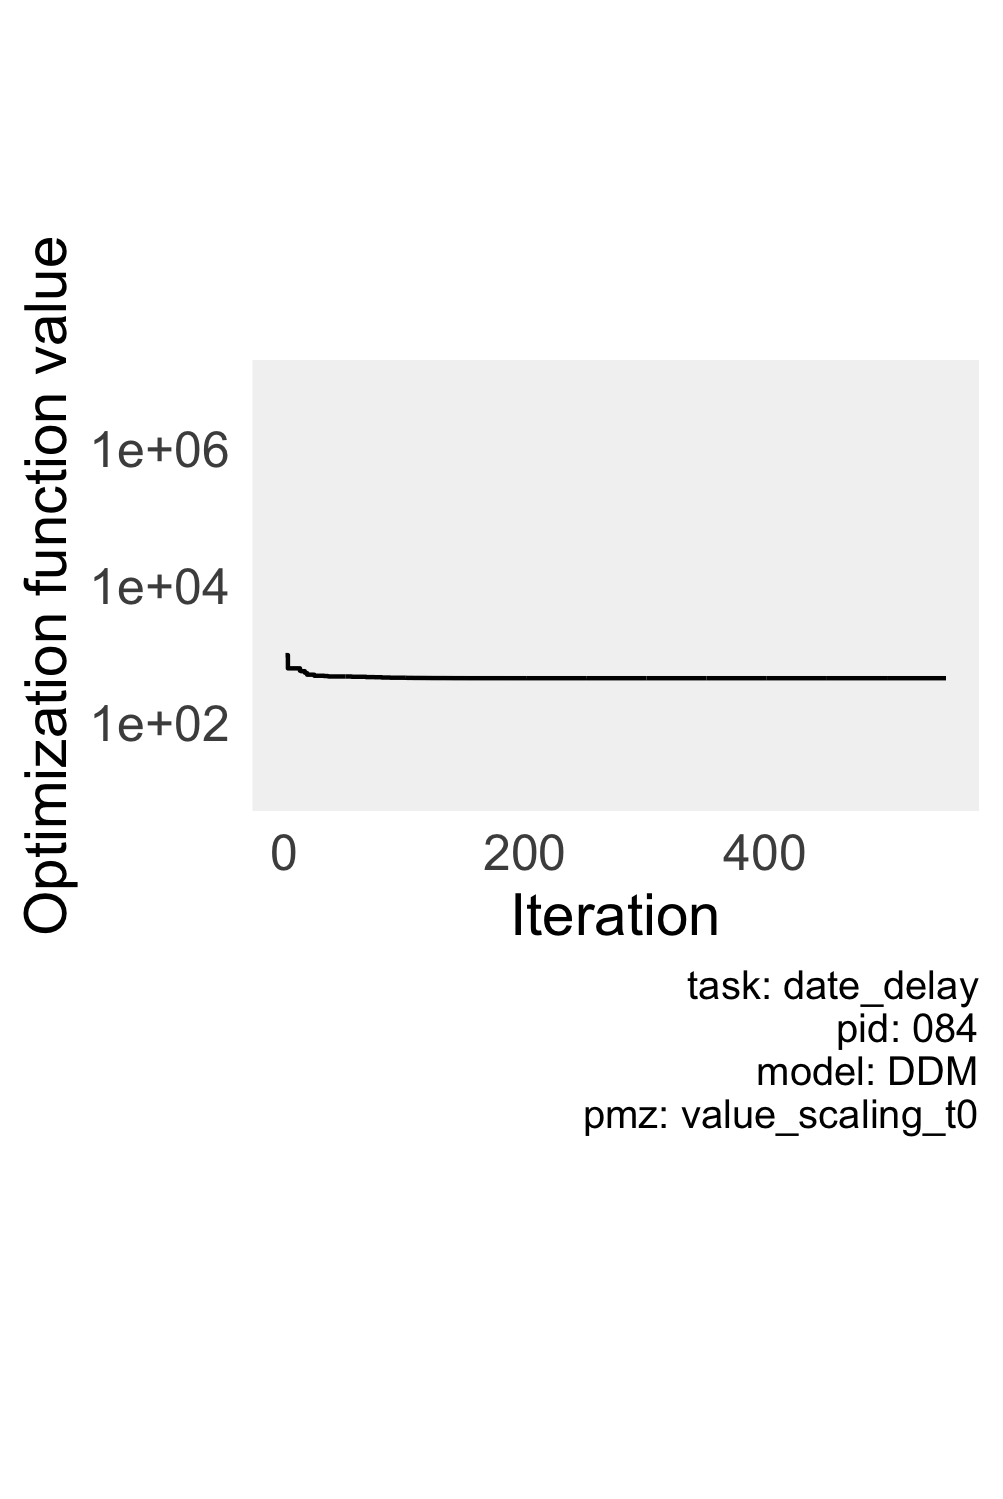 Optimization function value
1e+06
1e+04
1e+02
0 200 400
Iteration
task: date_delay
pid: 084
model: DDM
pmz: value_scaling_t0